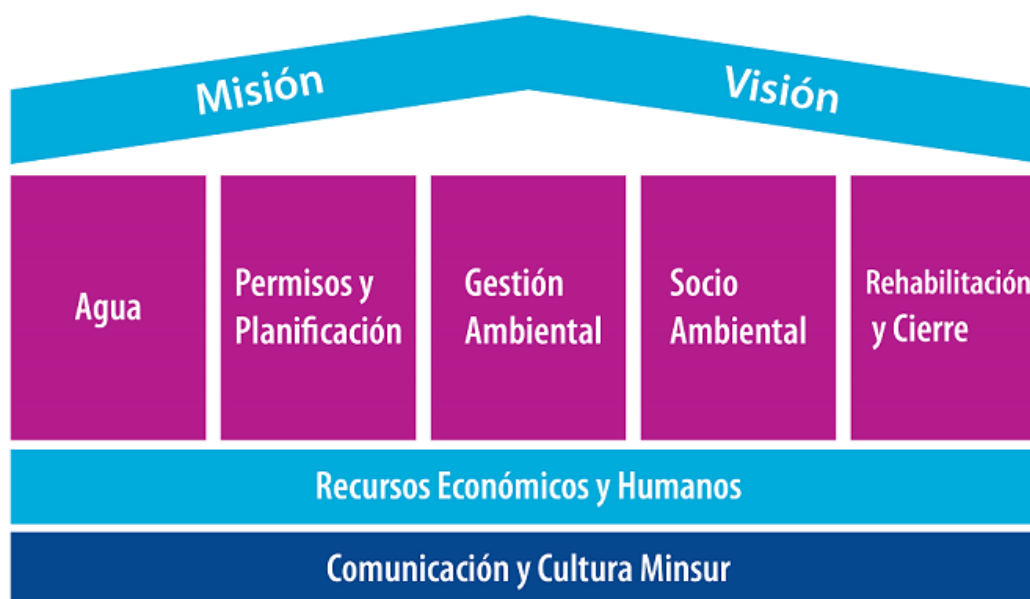 Misión
Visión
Agua
Permisos y
Planificación
Gestión
Ambiental
Socio
Ambiental
Rehabilitación
y Cierre
Recursos Económicos y Humanos
Comunicación y Cultura Minsur